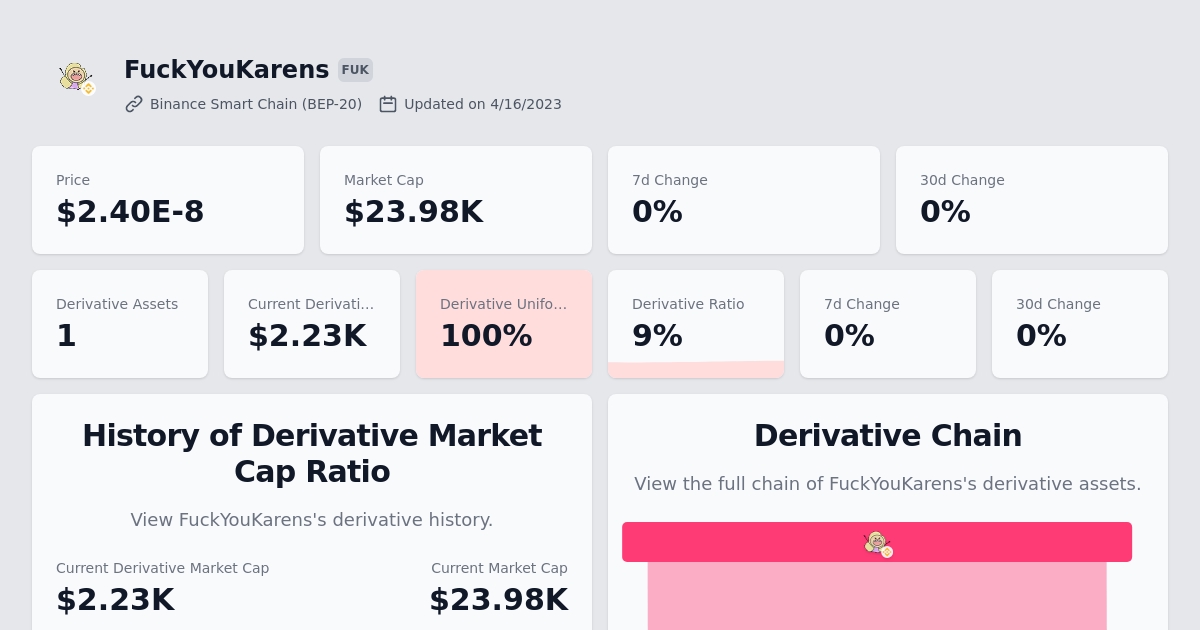 FuckYouKarens FUK
Binance Smart Chain (BEP-20) Updated on 4/16/2023
Price Market Cap 7d Change 30d Change
$2.40E-8 $23.98K 0% 0%
Derivative Assets Current Derivati... Derivative Unifo... Derivative Ratio 7d Change 30d Change
1 $2.23K 100% 9% 0% 0%
History of Derivative Market
Cap Ratio
View FuckYouKarens's derivative history.
Current Derivative Market Cap Current Market Cap
$2.23K $23.98K
Derivative Chain
View the full chain of FuckYouKarens's derivative assets.